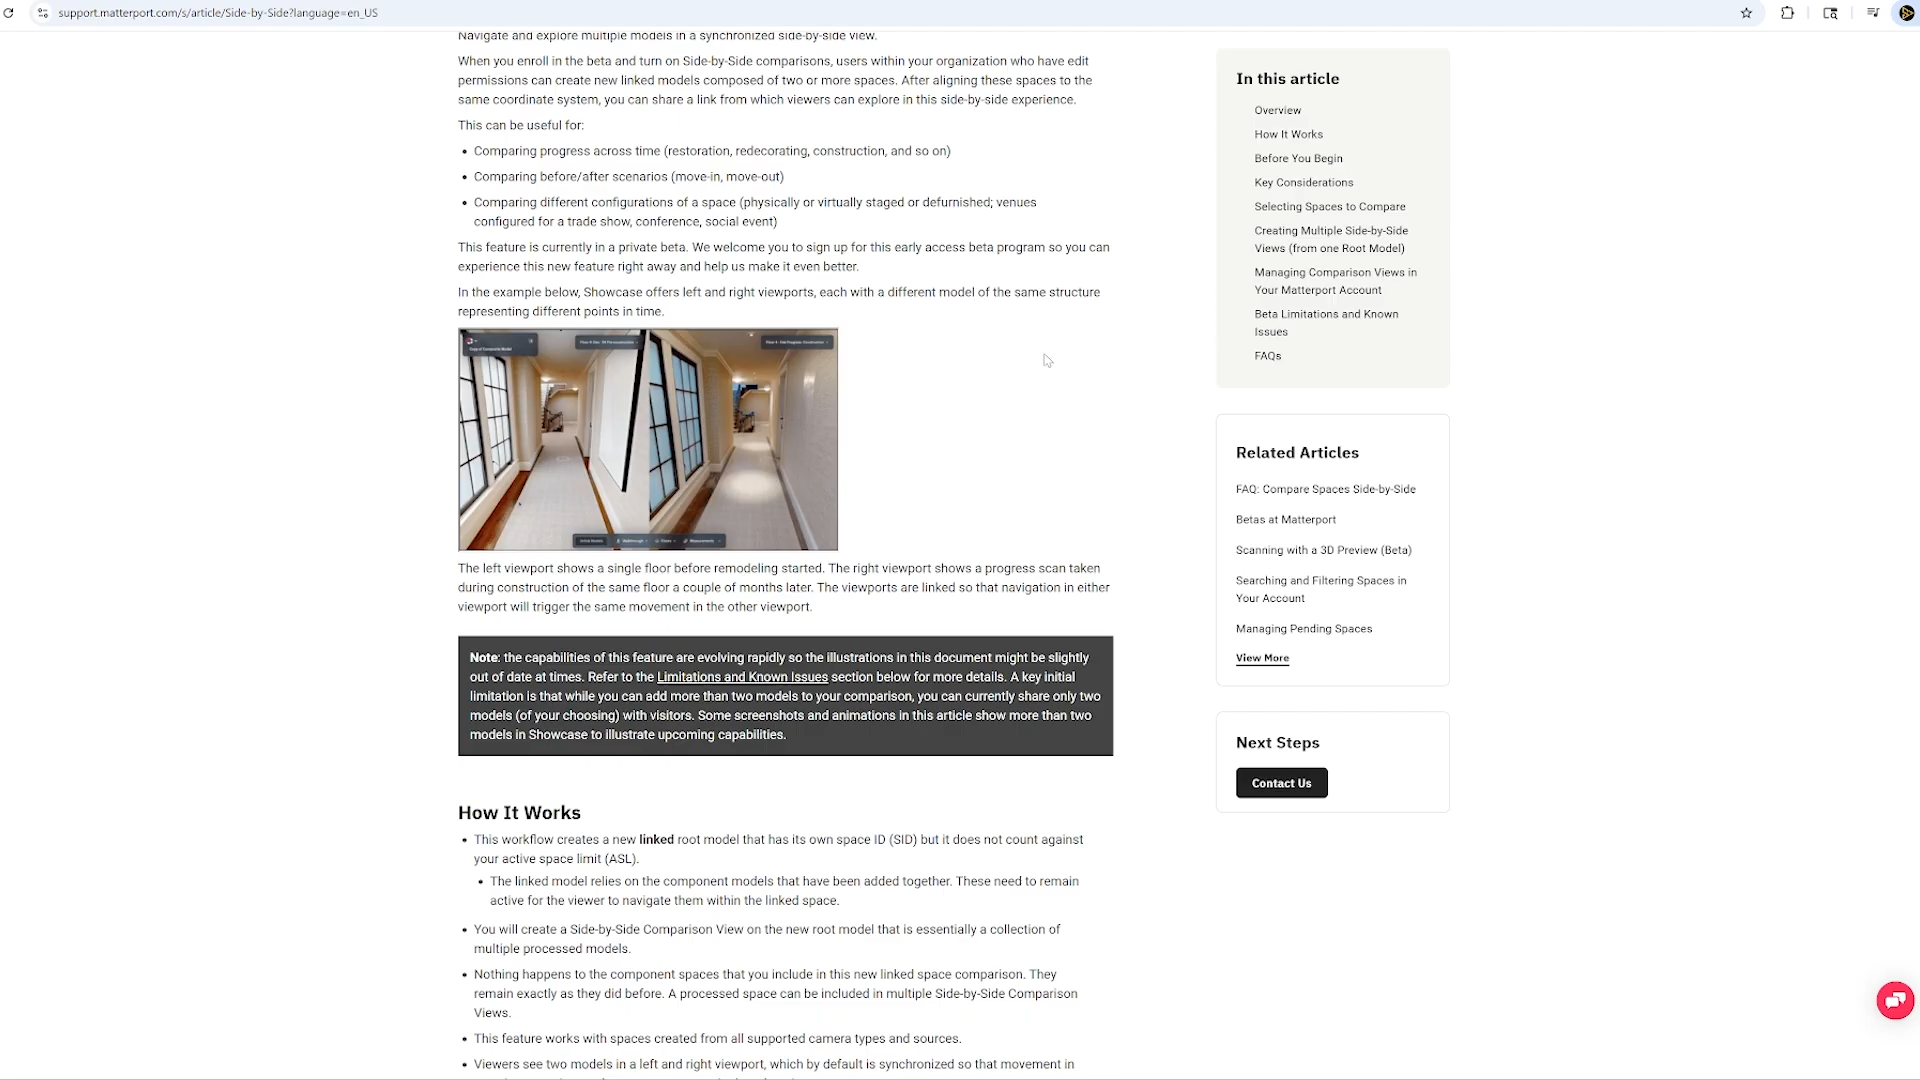 support.matterport.com/s/article/Side-by-Side?language=en_US
Navigate and explore multiple models in a synchronized side-by-side view.
When you enroll in the beta and turn on Side-by-Side comparisons, users within your organization who have edit
permissions can create new linked models composed of two or more spaces. After aligning these spaces to the
same coordinate system, you can share a link from which viewers can explore in this side-by-side experience.
This can be useful for:
• Comparing progress across time (restoration, redecorating, construction, and so on)
• Comparing before/after scenarios (move-in, move-out)
• Comparing different configurations of a space (physically or virtually staged or defurnished; venues
configured for a trade show, conference, social event)
This feature is currently in a private beta. We welcome you to sign up for this early access beta program so you can
experience this new feature right away and help us make it even better.
In the example below, Showcase offers left and right viewports, each with a different model of the same structure
representing different points in time.
The left viewport shows a single floor before remodeling started. The right viewport shows a progress scan taken
during construction of the same floor a couple of months later. The viewports are linked so that navigation in either
viewport will trigger the same movement in the other viewport.
Note: the capabilities of this feature are evolving rapidly so the illustrations in this document might be slightly
out of date at times. Refer to the Limitations and Known Issues section below for more details. A key initial
limitation is that while you can add more than two models to your comparison, you can currently share only two
models (of your choosing) with visitors. Some screenshots and animations in this article show more than two
models in Showcase to illustrate upcoming capabilities.
How It Works
• This workflow creates a new linked root model that has its own space ID (SID) but it does not count against
your active space limit (ASL).
• The linked model relies on the component models that have been added together. These need to remain
active for the viewer to navigate them within the linked space.
• You will create a Side-by-Side Comparison View on the new root model that is essentially a collection of
multiple processed models.
• Nothing happens to the component spaces that you include in this new linked space comparison. They
remain exactly as they did before. A processed space can be included in multiple Side-by-Side Comparison
Views.
• This feature works with spaces created from all supported camera types and sources.
• Viewers see two models in a left and right viewport, which by default is synchronized so that movement in
In this article
Overview
How It Works
Before You Begin
Key Considerations
Selecting Spaces to Compare
Creating Multiple Side-by-Side
Views (from one Root Model)
Managing Comparison Views in
Your Matterport Account
Beta Limitations and Known
Issues
FAQs
Related Articles
FAQ: Compare Spaces Side-by-Side
Betas at Matterport
Scanning with a 3D Preview (Beta)
Searching and Filtering Spaces in
Your Account
Managing Pending Spaces
View More
Next Steps
Contact Us